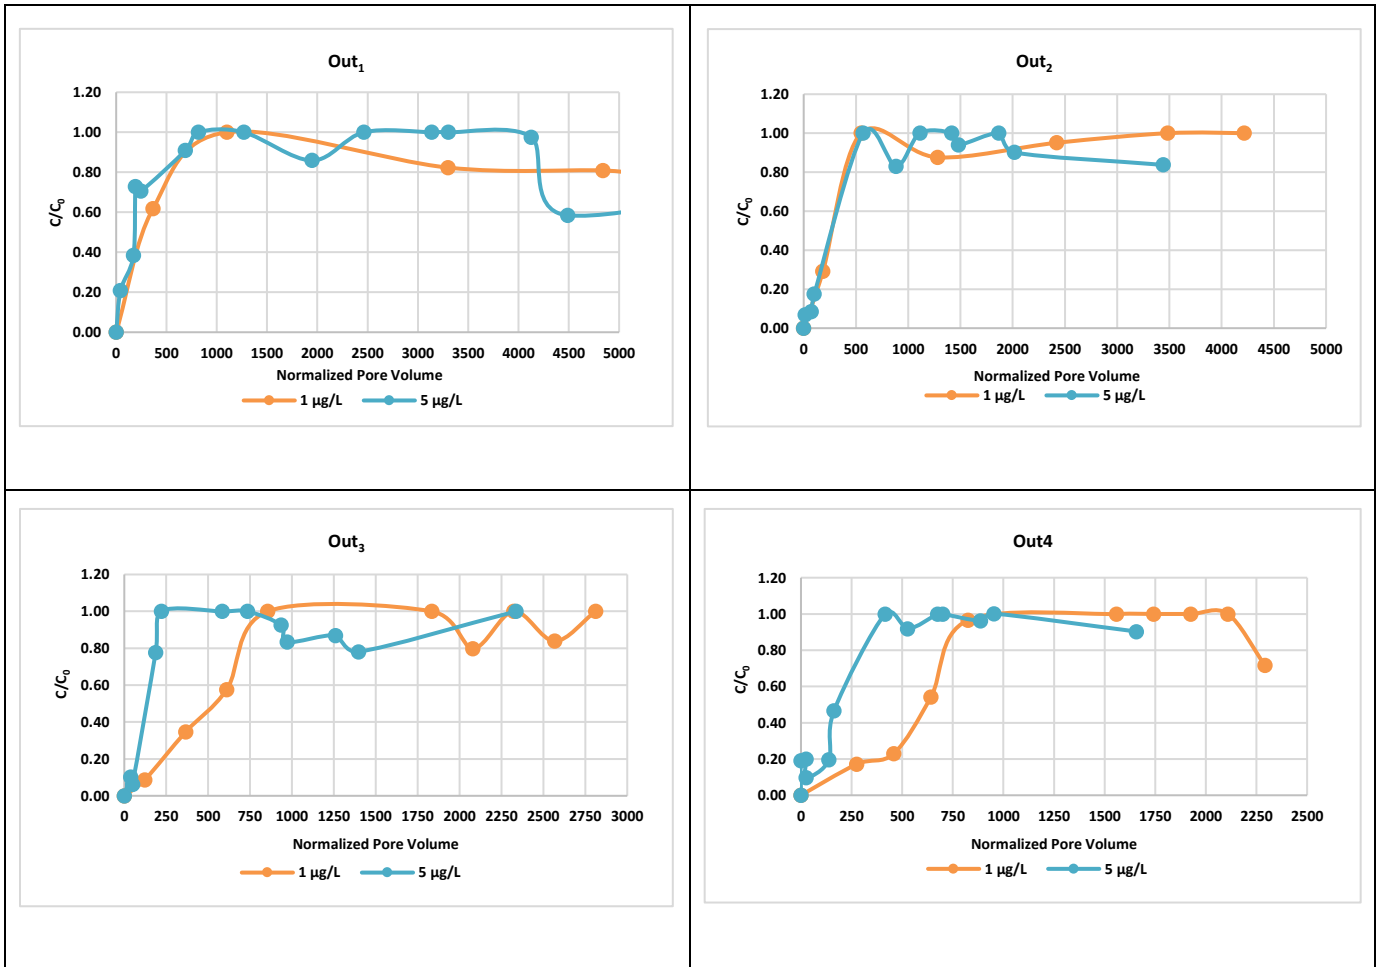 Out1
1.20
1.00
0.80
0.60
0.40
0.20
0.00
C/C0
0 500 1000 1500 2000 2500 3000 3500 4000 4500 5000
Normalized Pore Volume
1 µg/L 5 µg/L
Out2
1.20
1.00
0.80
0.60
0.40
0.20
0.00
C/C0
0 500 1000 1500 2000 2500 3000 3500 4000 4500 5000
Normalized Pore Volume
1 µg/L 5 µg/L
Out3
1.20
1.00
0.80
0.60
0.40
0.20
0.00
C/C0
0 250 500 750 1000 1250 1500 1750 2000 2250 2500 2750 3000
Normalized Pore Volume
1 µg/L 5 µg/L
Out4
1.20
1.00
0.80
0.60
0.40
0.20
0.00
C/C0
0 250 500 750 1000 1250 1500 1750 2000 2250 2500
Normalized Pore Volume
1 µg/L 5 µg/L